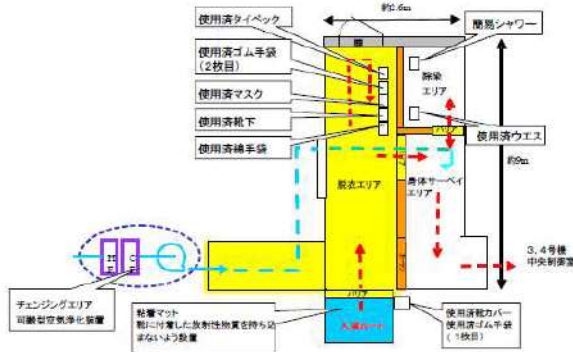 約2.6m
使用済タイベック
使用済ゴム手袋
(2枚目)
使用済マスク
使用済靴下
使用済綿手袋
簡易シャワー
除染
エリア
使用済ウエス
バリア
約9m
脱衣エリア
身体サーベイ
エリア
3,4号機
中央制御室
チェンジングエリア
可搬型空気浄化装置
粘着マット
靴に付着した放射性物質を持ち込
まないよう設置
バリア
使用済靴カバー
使用済ゴム手袋
(1枚目)